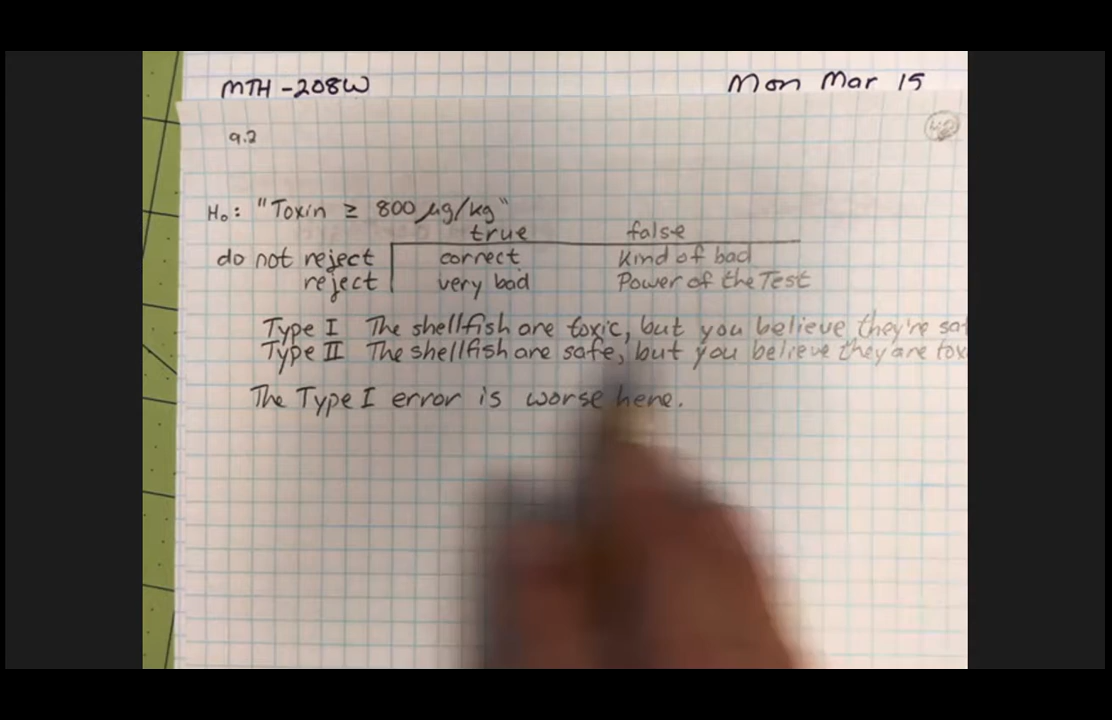 MTH-208W Mon Mar 15
9.2
H₀: "Toxin ≥ 800 μg/kg"
true false
do not reject correct Kind of bad
reject very bad Power of the Test
Type I The shellfish are toxic, but you believe they're saf
Type II The shellfish are safe, but you believe they are tox
The Type I error is worse here.